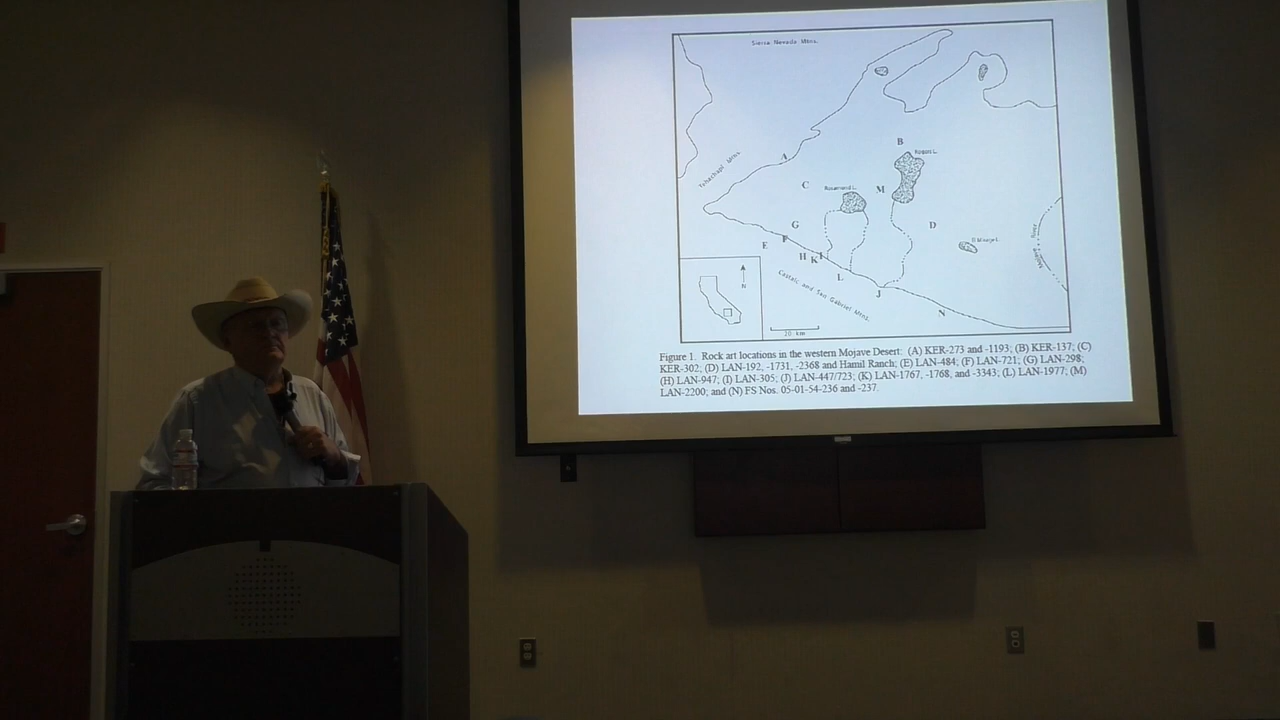 Sierra Nevada Mtns.
B
Rogers L.
A
Tehachapi Mtns.
C
Rosamond L.
M
G
D
F
E
El Mirage L.
Mojave River
H
K
I
L
N
Castaic and San Gabriel Mtns.
J
N
20 km
Figure 1. Rock art locations in the western Mojave Desert: (A) KER-273 and -1193; (B) KER-137; (C)
KER-302; (D) LAN-192, -1731, -2368 and Hamil Ranch; (E) LAN-484; (F) LAN-721; (G) LAN-298;
(H) LAN-947; (I) LAN-305; (J) LAN-447/723; (K) LAN-1767, -1768, and -3343; (L) LAN-1977; (M)
LAN-2200; and (N) FS Nos. 05-01-54-236 and -237.